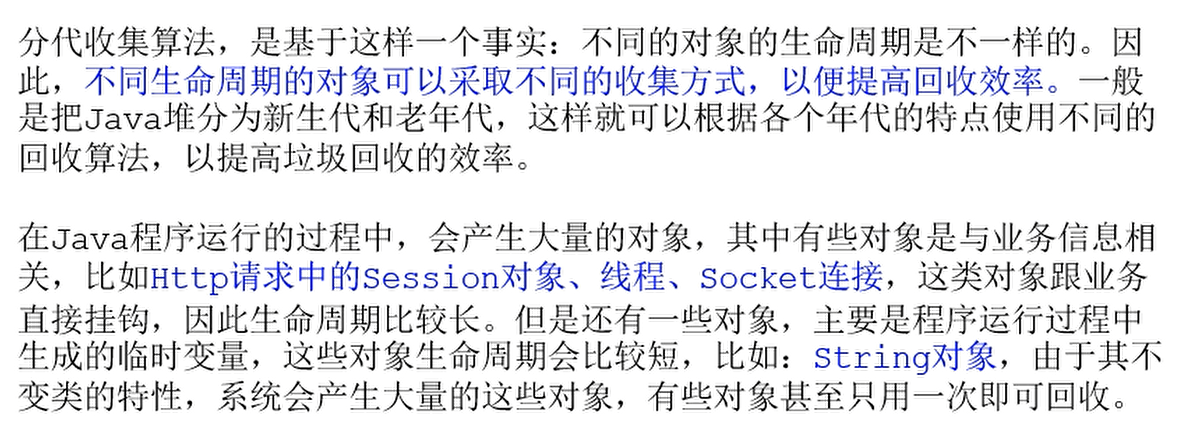 分代收集算法，是基于这样一个事实：不同的对象的生命周期是不一样的。因
此，不同生命周期的对象可以采取不同的收集方式，以便提高回收效率。一般
是把Java堆分为新生代和老年代，这样就可以根据各个年代的特点使用不同的
回收算法，以提高垃圾回收的效率。
在Java程序运行的过程中，会产生大量的对象，其中有些对象是与业务信息相
关，比如Http请求中的Session对象、线程、Socket连接，这类对象跟业务
直接挂钩，因此生命周期比较长。但是还有一些对象，主要是程序运行过程中
生成的临时变量，这些对象生命周期会比较短，比如：String对象，由于其不
变类的特性，系统会产生大量的这些对象，有些对象甚至只用一次即可回收。